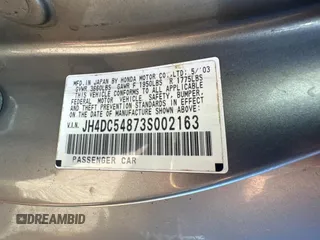 MFD. IN JAPAN BY HONDA MOTOR CO., LTD. 5/03
GVWR 3660LBS GAWR F 1950LBS R 1775LBS
THIS VEHICLE CONFORMS TO ALL APPLICABLE
FEDERAL MOTOR VEHICLE SAFETY, BUMPER,
AND THEFT PREVENTION STANDARDS IN EFFECT
ON THE DATE OF MANUFACTURE SHOWN ABOVE.
V.I.N. JH4DC54873S002163
PASSENGER CAR
DREAMBID